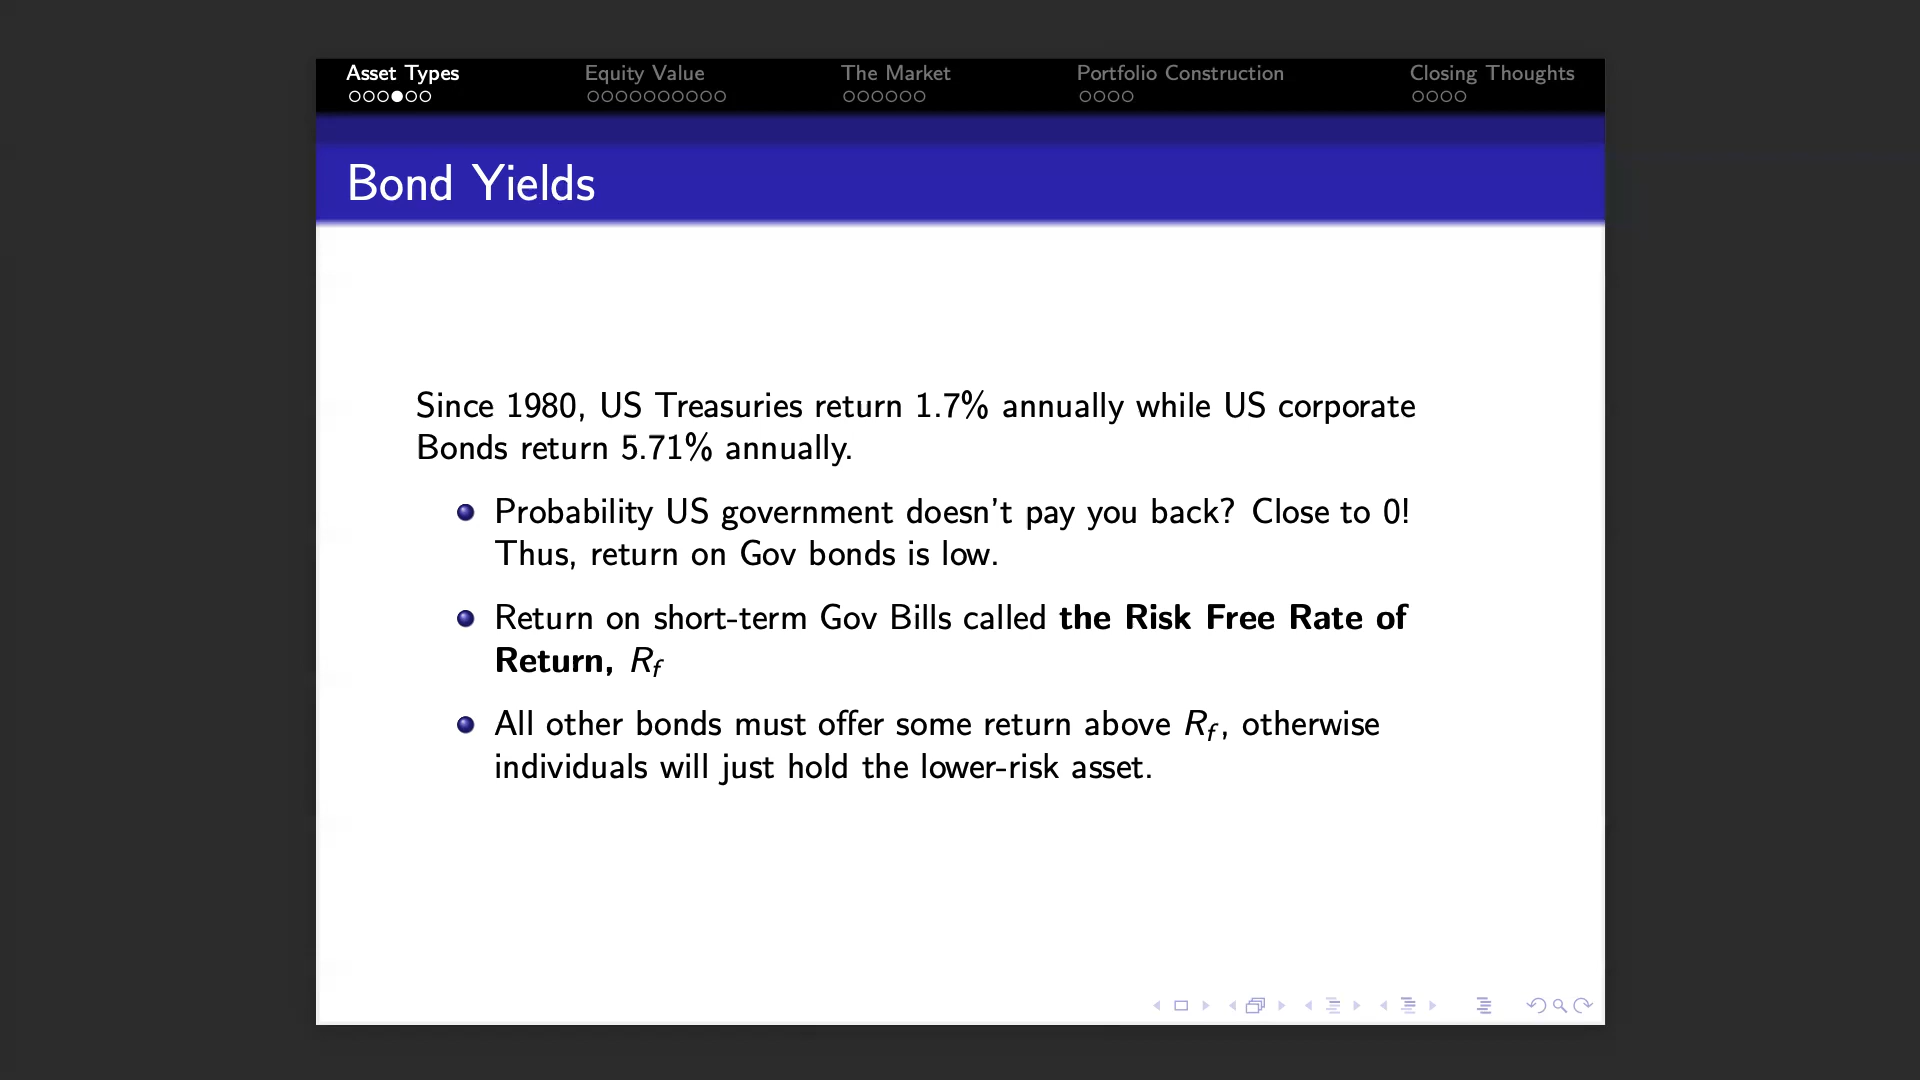 Asset Types
Equity Value
The Market
Portfolio Construction
Closing Thoughts
Bond Yields
Since 1980, US Treasuries return 1.7% annually while US corporate
Bonds return 5.71% annually.
Probability US government doesn't pay you back? Close to 0!
Thus, return on Gov bonds is low.
Return on short-term Gov Bills called the Risk Free Rate of
Return, R_f
All other bonds must offer some return above R_f, otherwise
individuals will just hold the lower-risk asset.